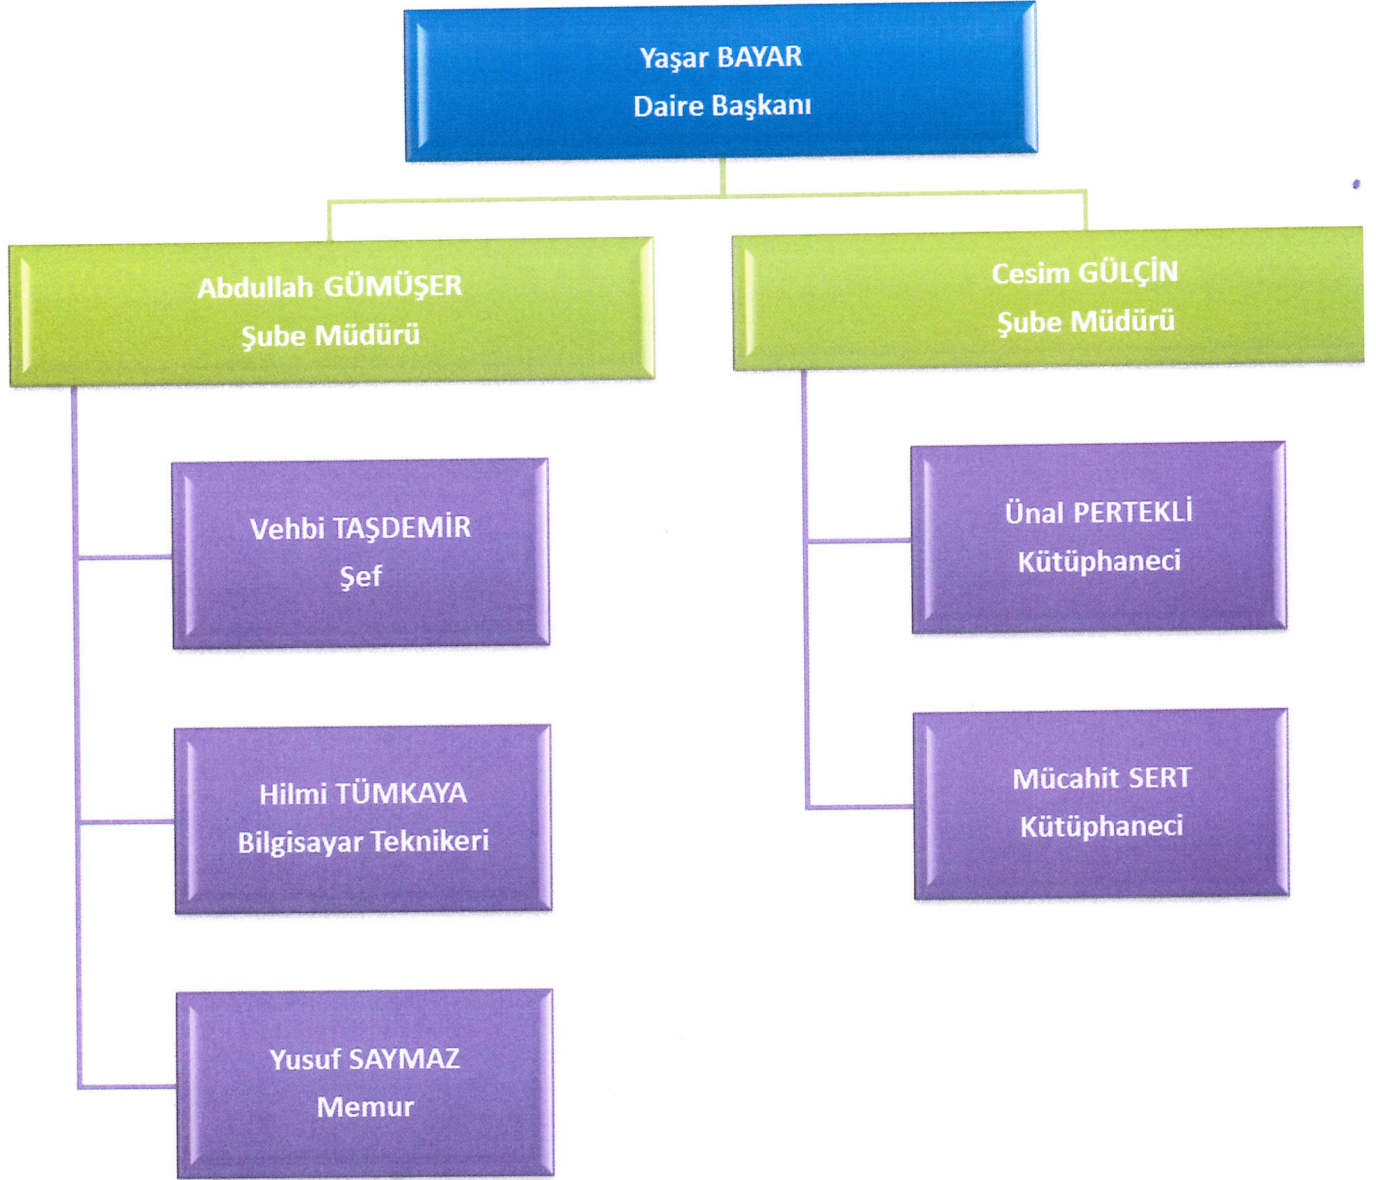 Yaşar BAYAR
Daire Başkanı
Abdullah GÜMÜŞER
Şube Müdürü
Cesim GÜLÇİN
Şube Müdürü
Vehbi TAŞDEMİR
Şef
Ünal PERTEKLİ
Kütüphaneci
Hilmi TÜMKAYA
Bilgisayar Teknikeri
Mücahit SERT
Kütüphaneci
Yusuf SAYMAZ
Memur